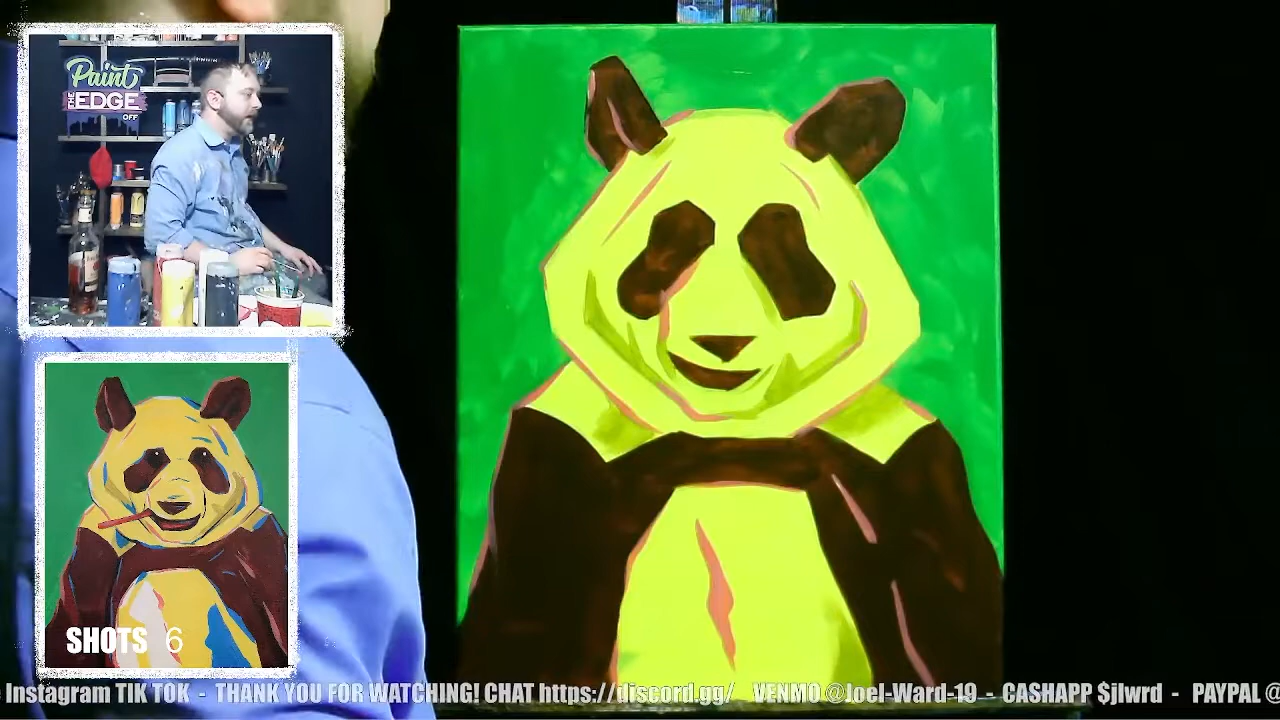 Paint
THE EDGE
OFF
SHOTS 6
Instagram TIK TOK - THANK YOU FOR WATCHING! CHAT https://discord.gg/ VENMO @Joel-Ward-19 - CASHAPP $jlwrd - PAYPAL @